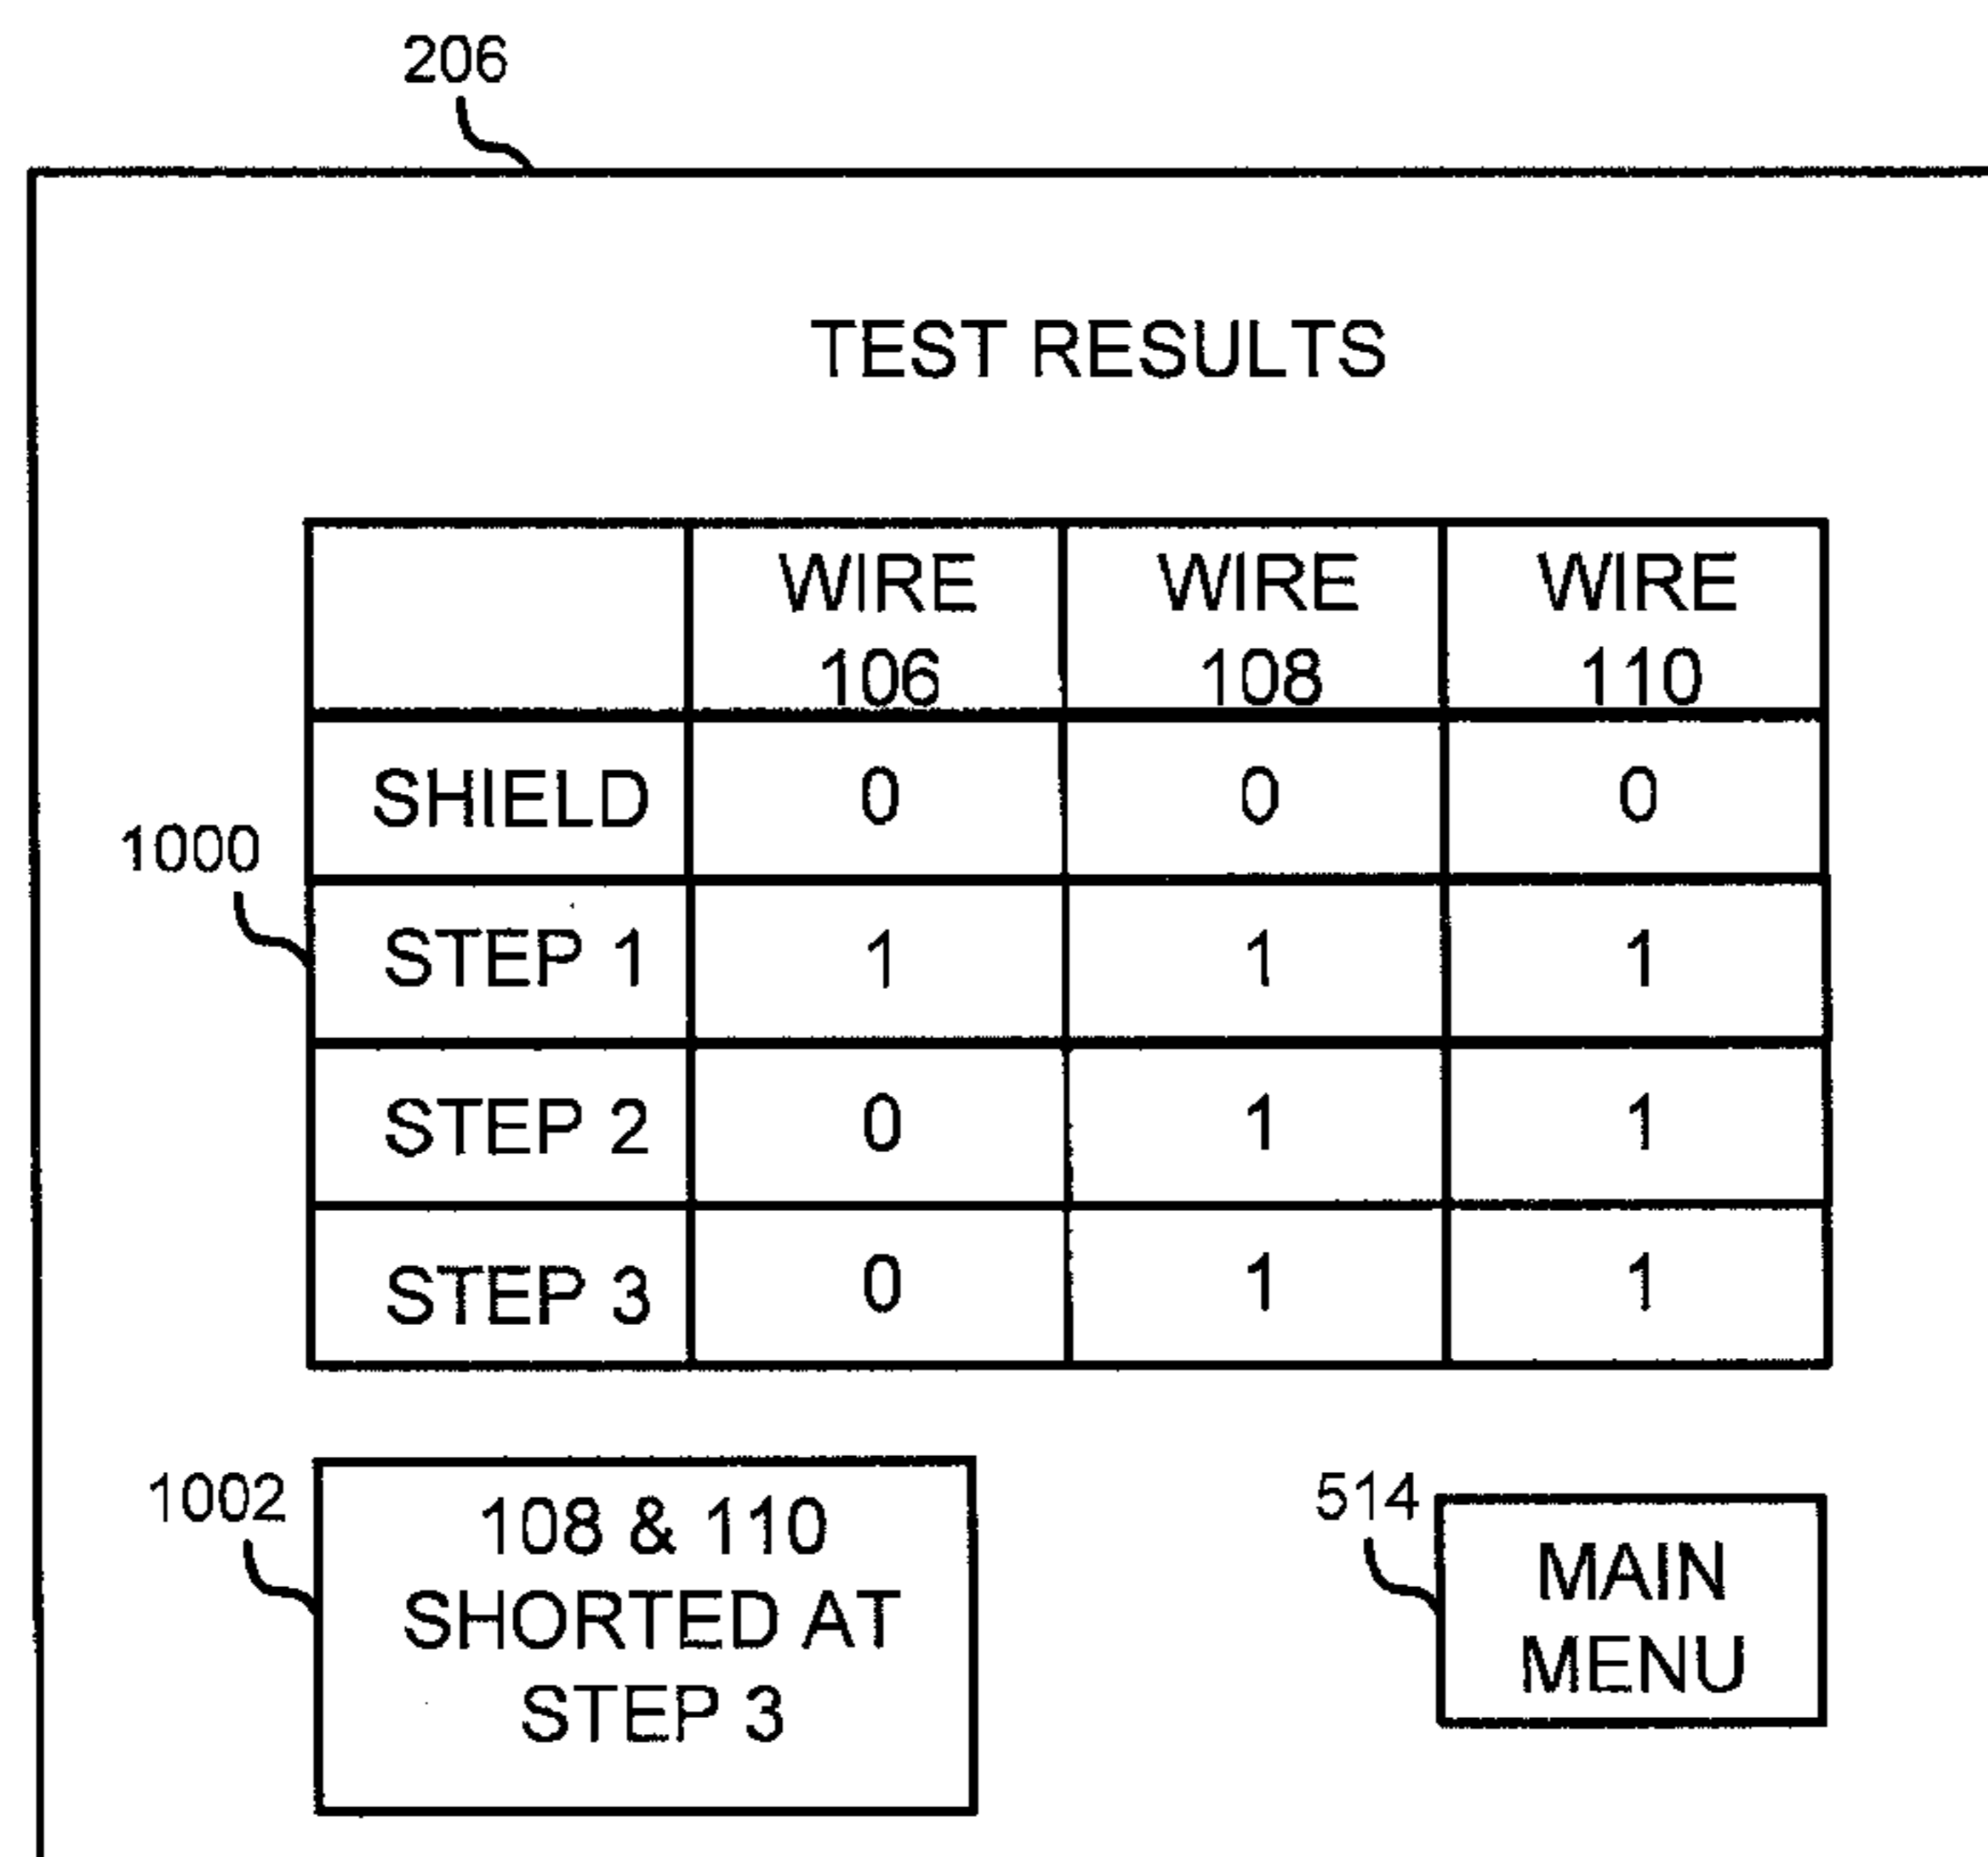 206
TEST RESULTS
WIRE 106 WIRE 108 WIRE 110
SHIELD 0 0 0
1000
STEP 1 1 1 1
STEP 2 0 1 1
STEP 3 0 1 1
1002
108 & 110
SHORTED AT
STEP 3
514
MAIN
MENU